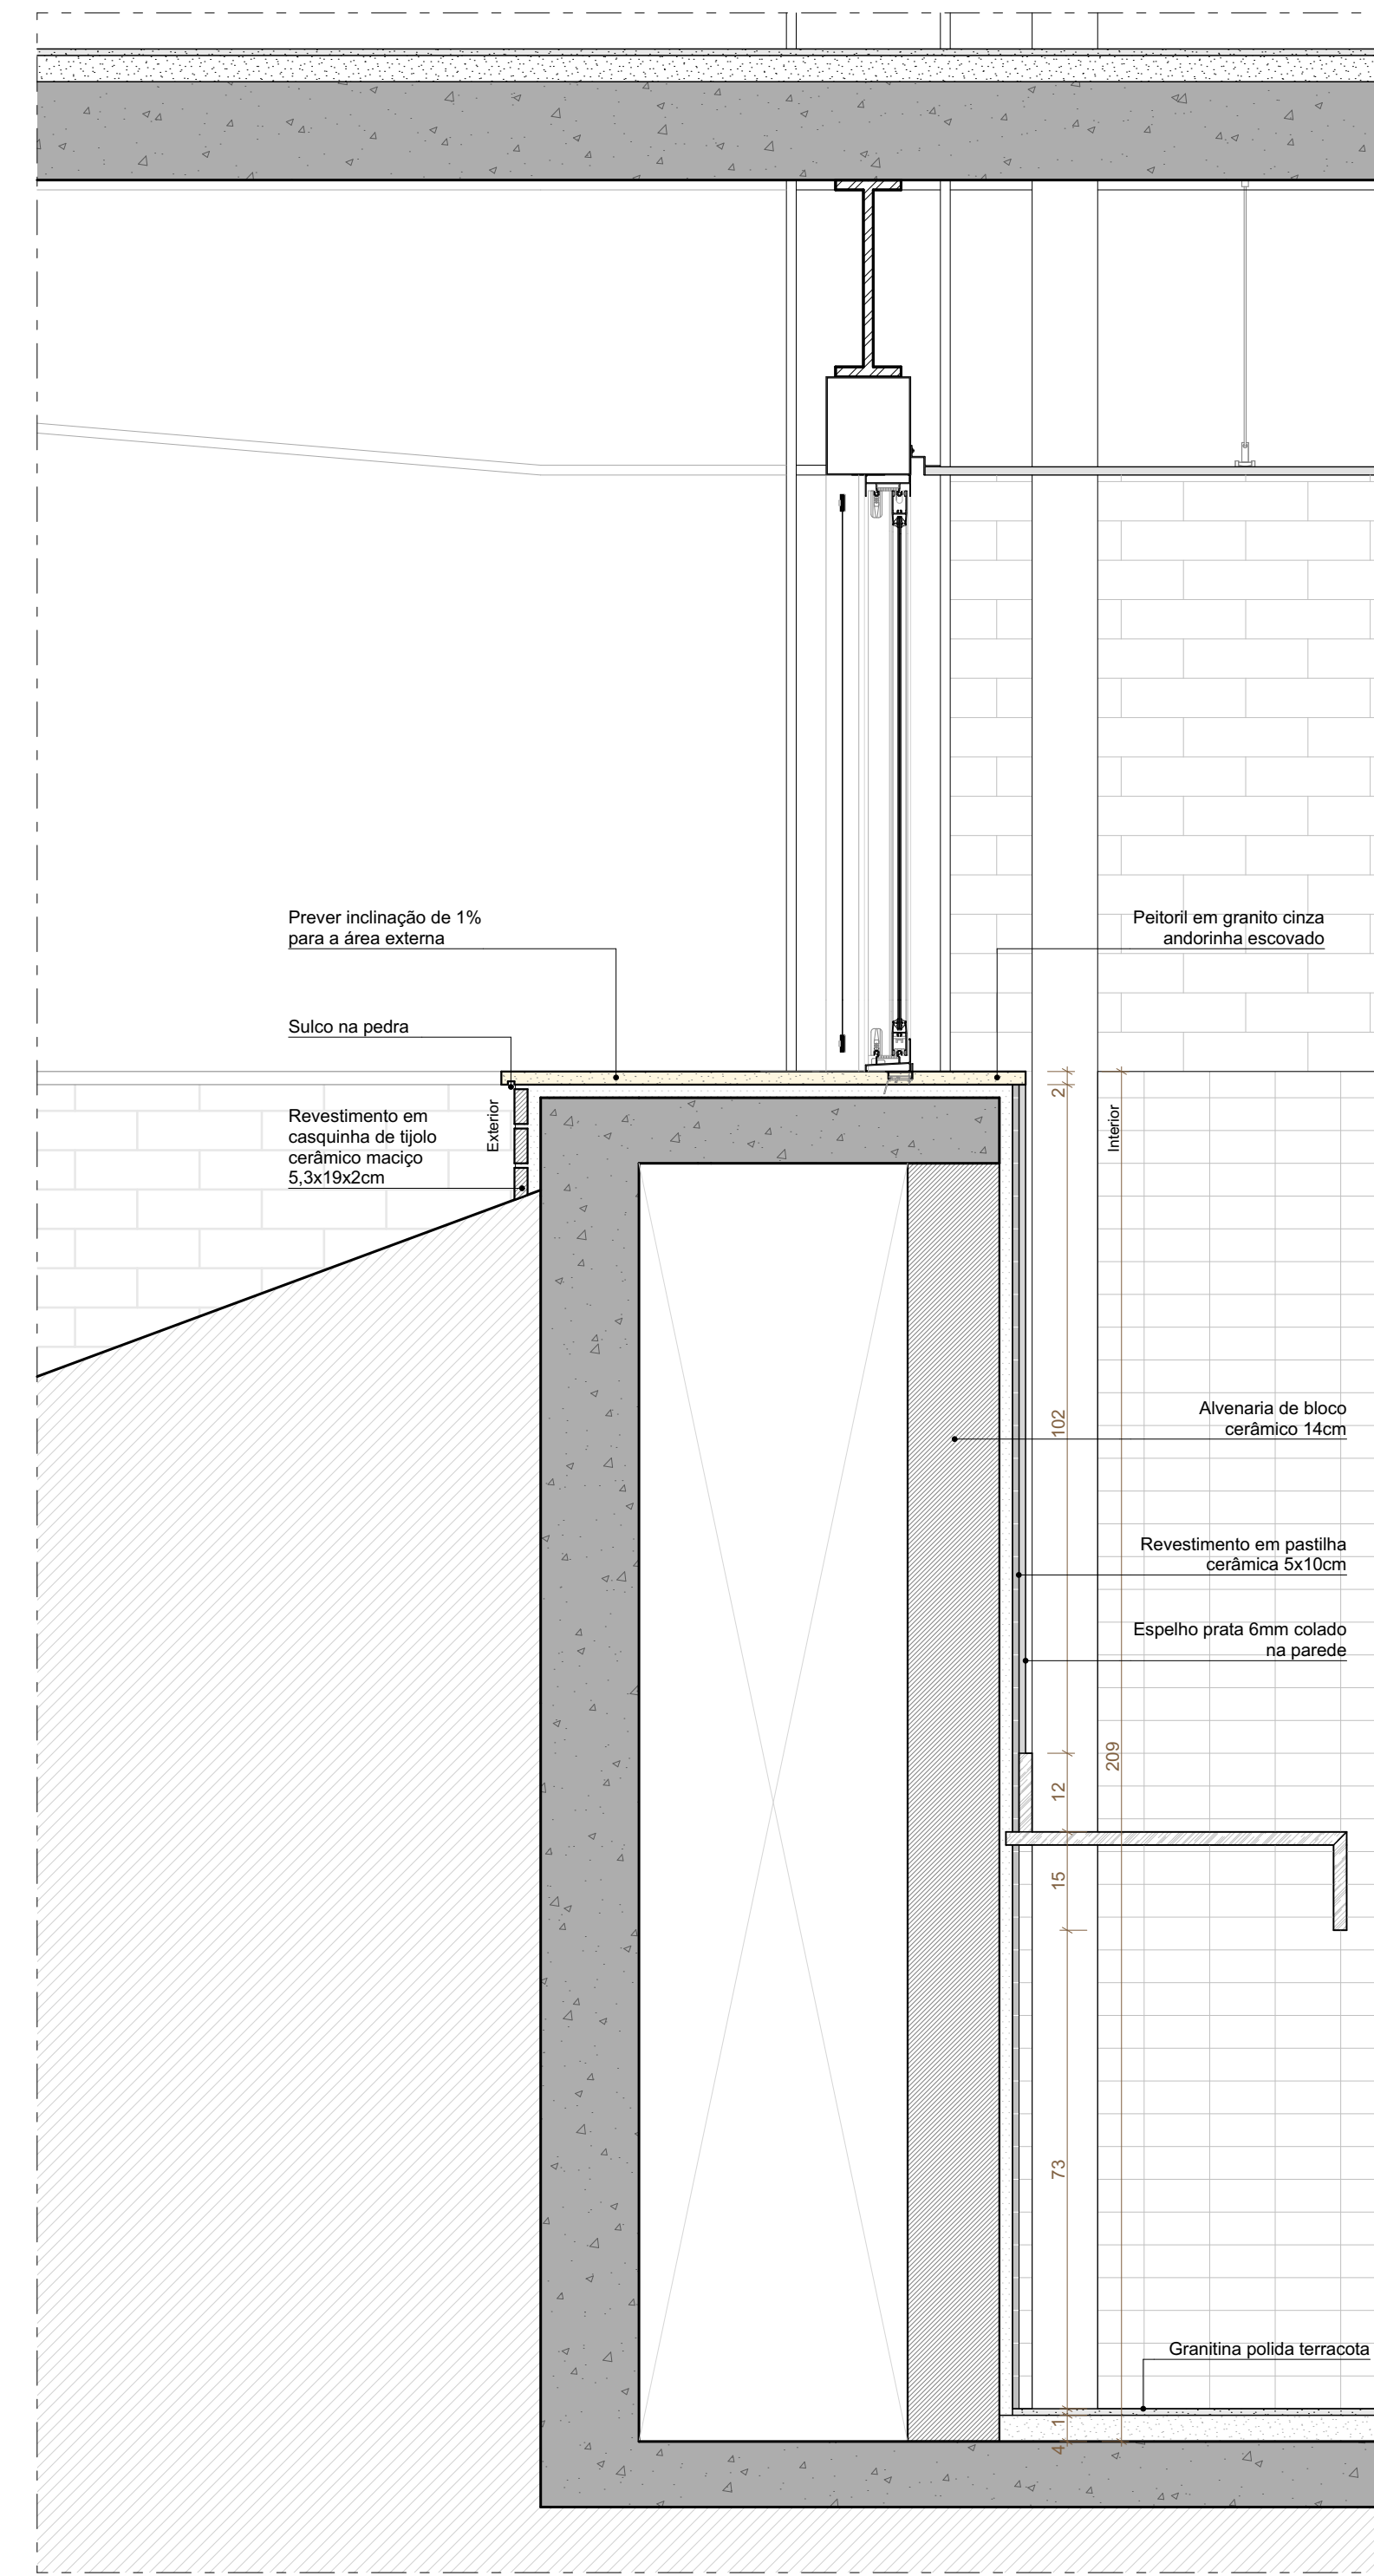 Prever inclinação de 1%
para a área externa
Peitoril em granito cinza
andorinha escovado
Sulco na pedra
Revestimento em
casquinha de tijolo
cerâmico maciço
5,3x19x2cm
Exterior
2
Interior
102
Alvenaria de bloco
cerâmico 14cm
Revestimento em pastilha
cerâmica 5x10cm
Espelho prata 6mm colado
na parede
209
12
15
73
Granitina polida terracota
1
4